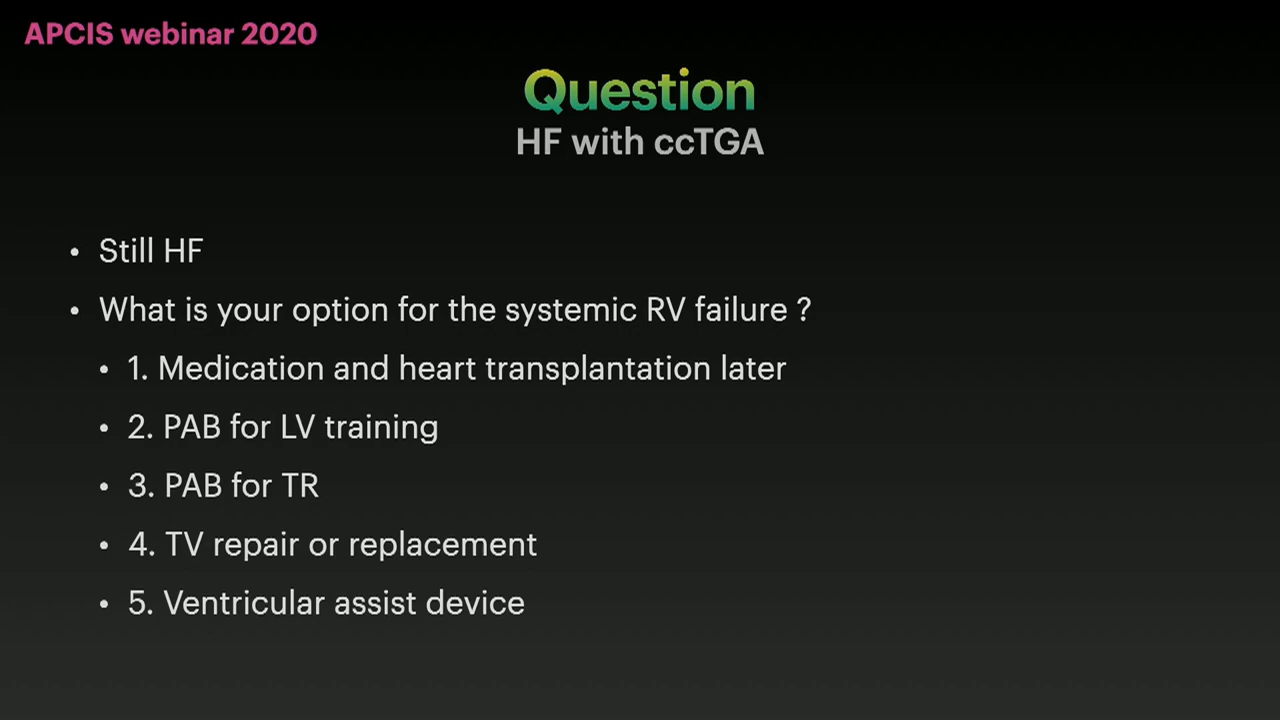 APCIS webinar 2020
Question
HF with ccTGA
• Still HF
• What is your option for the systemic RV failure ?
• 1. Medication and heart transplantation later
• 2. PAB for LV training
• 3. PAB for TR
• 4. TV repair or replacement
• 5. Ventricular assist device